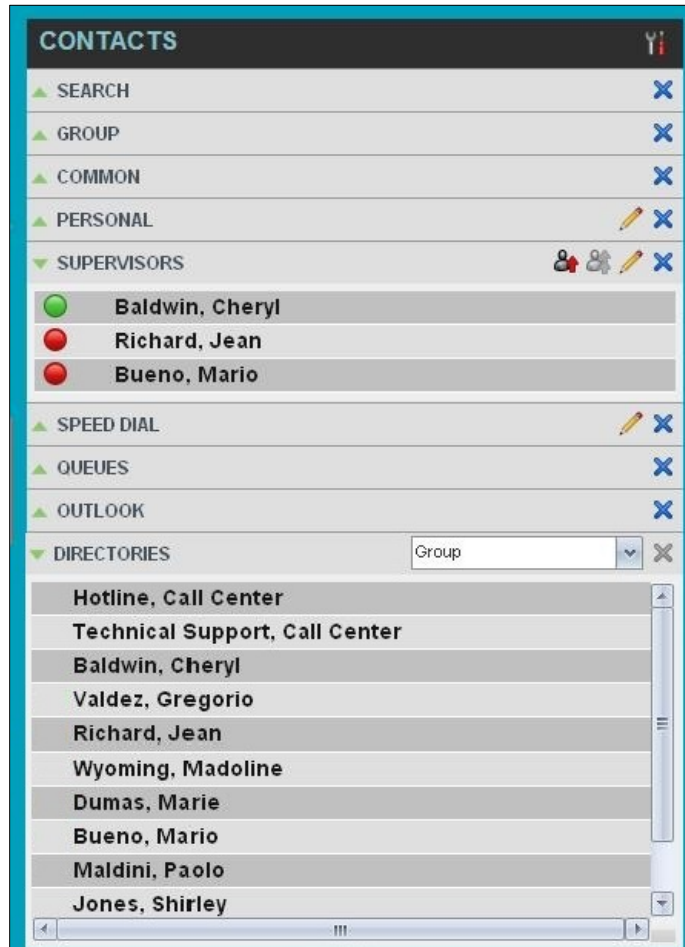 CONTACTS
SEARCH
GROUP
COMMON
PERSONAL
SUPERVISORS
Baldwin, Cheryl
Richard, Jean
Bueno, Mario
SPEED DIAL
QUEUES
OUTLOOK
DIRECTORIES Group
Hotline, Call Center
Technical Support, Call Center
Baldwin, Cheryl
Valdez, Gregorio
Richard, Jean
Wyoming, Madoline
Dumas, Marie
Bueno, Mario
Maldini, Paolo
Jones, Shirley